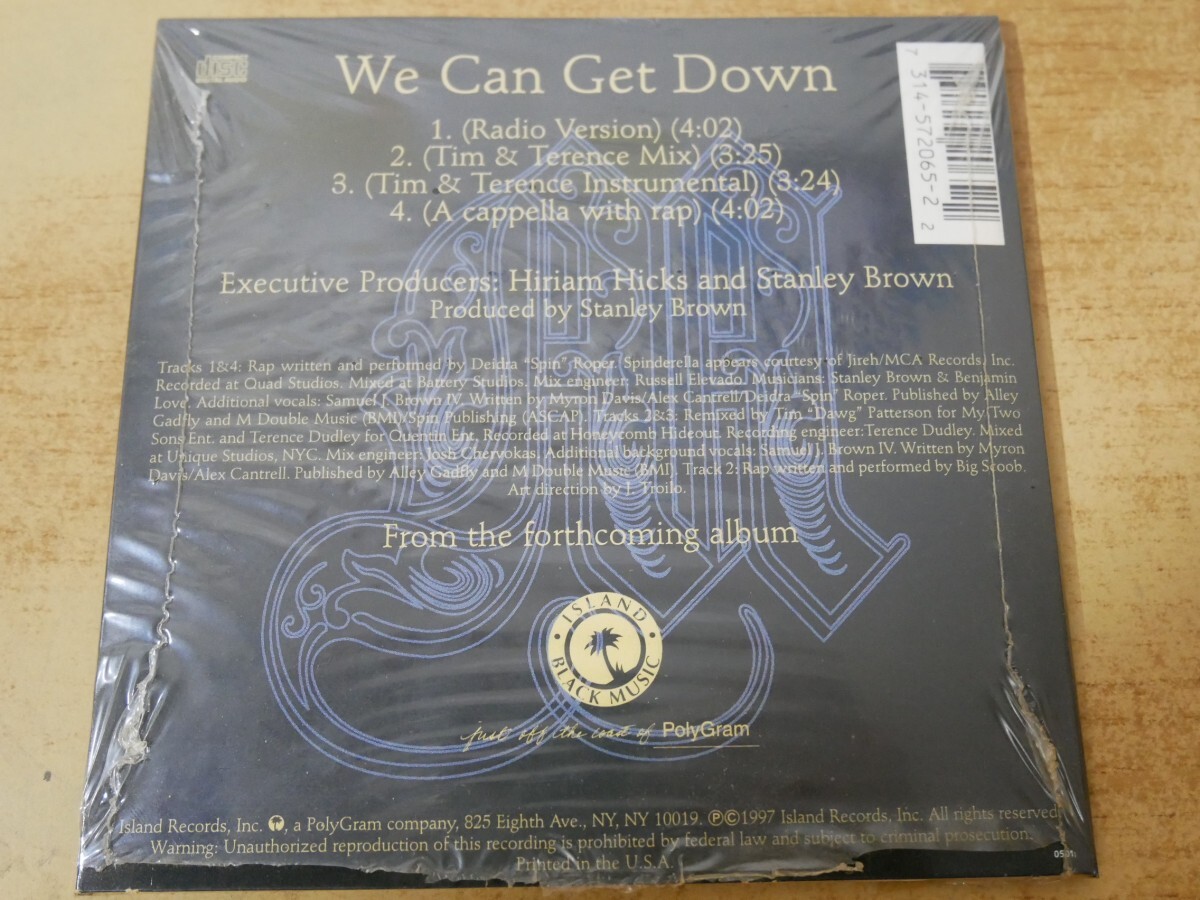 disc
We Can Get Down
1. (Radio Version) (4:02)
2. (Tim & Terence Mix) (3:25)
3. (Tim & Terence Instrumental) (3:24)
4. (A cappella with rap) (4:02)
7 314-572065-2 2
Executive Producers: Hiriam Hicks and Stanley Brown
Produced by Stanley Brown
Tracks 1&4: Rap written and performed by Deidra "Spin" Roper. Spinderella appears courtesy of Jireh/MCA Records, Inc.
Recorded at Quad Studios. Mixed at Battery Studios. Mix engineer: Russell Elevado. Musicians: Stanley Brown & Benjamin
Love. Additional vocals: Samuel J. Brown IV. Written by Myron Davis/Alex Cantrell/Deidra "Spin" Roper. Published by Alley
Gadfly and M Double Music (BMI)/Spin Publishing (ASCAP). Tracks 2&3: Remixed by Tim "Dawg" Patterson for My Two
Sons Ent. and Terence Dudley for Quentin Ent. Recorded at Honeycomb Hideout. Recording engineer: Terence Dudley. Mixed
at Unique Studios, NYC. Mix engineer: Josh Chervokas. Additional background vocals: Samuel J. Brown IV. Written by Myron
Davis/Alex Cantrell. Published by Alley Gadfly and M Double Music (BMI). Track 2: Rap written and performed by Big Scoob.
Art direction by J. Troilo.
From the forthcoming album
ISLAND
BLACK MUSIC
just off the coast of PolyGram
Island Records, Inc. , a PolyGram company, 825 Eighth Ave., NY, NY 10019. ℗©1997 Island Records, Inc. All rights reserved
Warning: Unauthorized reproduction of this recording is prohibited by federal law and subject to criminal prosecution.
Printed in the U.S.A.